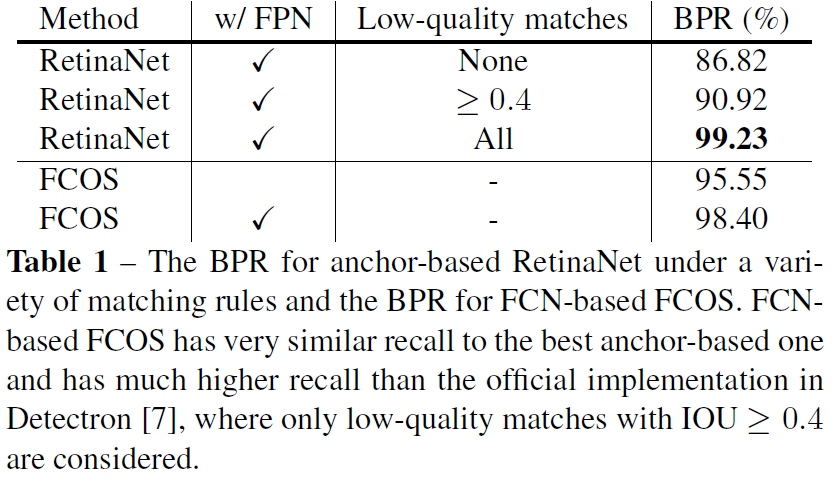 Method w/ FPN Low-quality matches BPR (%)
RetinaNet ✓ None 86.82
RetinaNet ✓ ≥ 0.4 90.92
RetinaNet ✓ All 99.23
FCOS - 95.55
FCOS ✓ - 98.40
Table 1 – The BPR for anchor-based RetinaNet under a vari-
ety of matching rules and the BPR for FCN-based FCOS. FCN-
based FCOS has very similar recall to the best anchor-based one
and has much higher recall than the official implementation in
Detectron [7], where only low-quality matches with IOU ≥ 0.4
are considered.